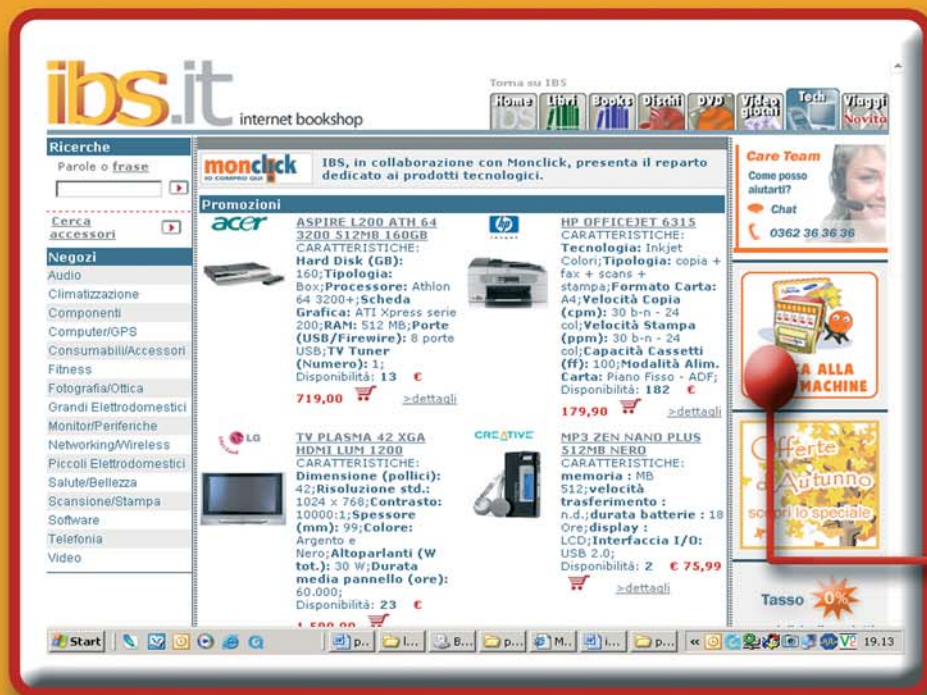 ibs.it
internet bookshop
Torna su IBS
Home
Libri
Books
Dischi
DVD
Video giochi
Tech
Viaggi
Novità
Ricerche
Parole o frase
Cerca
accessori
Negozi
Audio
Climatizzazione
Componenti
Computer/GPS
Consumabili/Accessori
Fitness
Fotografia/Ottica
Grandi Elettrodomestici
Monitor/Periferiche
Networking/Wireless
Piccoli Elettrodomestici
Salute/Bellezza
Scansione/Stampa
Software
Telefonia
Video
monclick
IO COMPRO QUI
IBS, in collaborazione con Monclick, presenta il reparto
dedicato ai prodotti tecnologici.
Promozioni
acer
ASPIRE L200 ATH 64
3200 512MB 160GB
CARATTERISTICHE:
Hard Disk (GB):
160;Tipologia:
Box;Processore: Athlon
64 3200+;Scheda
Grafica: ATI Xpress serie
200;RAM: 512 MB;Porte
(USB/Firewire): 8 porte
USB;TV Tuner
(Numero): 1;
Disponibilità: 13 €
719,00 >dettagli
hp
invent
HP OFFICEJET 6315
CARATTERISTICHE:
Tecnologia: Inkjet
Colori;Tipologia: copia +
fax + scans +
stampa;Formato Carta:
A4;Velocità Copia
(cpm): 30 b-n - 24
col;Velocità Stampa
(ppm): 30 b-n - 24
col;Capacità Cassetti
(ff): 100;Modalità Alim.
Carta: Piano Fisso - ADF;
Disponibilità: 182 €
179,90 >dettagli
LG
TV PLASMA 42 XGA
HDMI LUM 1200
CARATTERISTICHE:
Dimensione (pollici):
42;Risoluzione std.:
1024 x 768;Contrasto:
10000:1;Spessore
(mm): 99;Colore:
Argento e
Nero;Altoparlanti (W
tot.): 30 W;Durata
media pannello (ore):
60.000;
Disponibilità: 23 €
CREATIVE
MP3 ZEN NANO PLUS
512MB NERO
CARATTERISTICHE:
memoria : MB
512;velocità
trasferimento :
n.d.;durata batterie : 18
Ore;display :
LCD;Interfaccia I/O:
USB 2.0;
Disponibilità: 2 € 75,99
>dettagli
Care Team
Come posso
aiutarti?
Chat
0362 36 36 36
ALLA
MACHINE
Offerte
Autunno
lo speciale
Tasso 0%
Start
p..
l...
B...
p...
M..
i...
p...
«
19.13